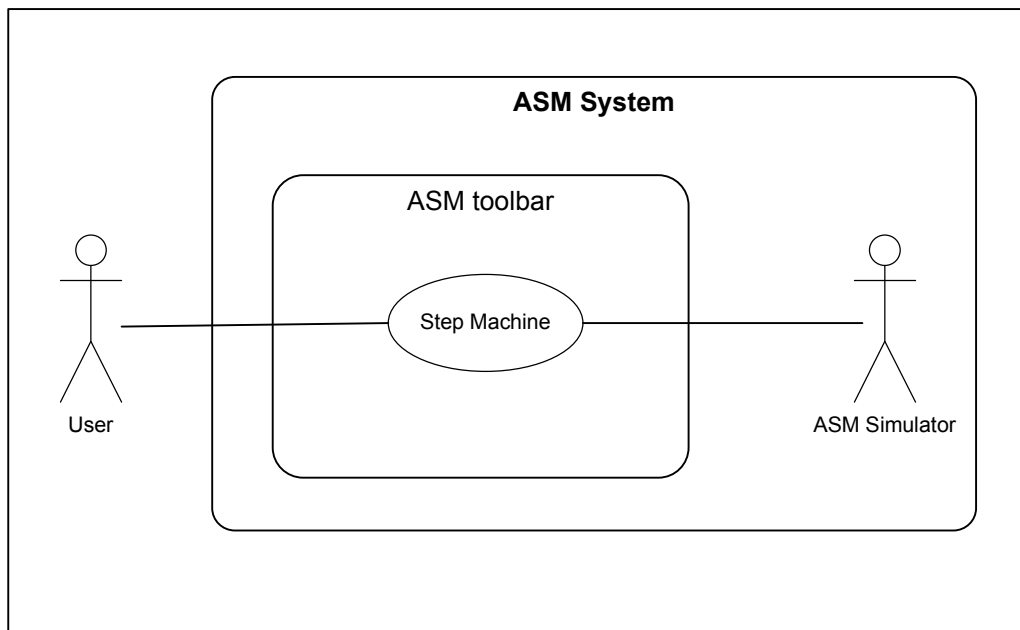 ASM System
ASM toolbar
Step Machine
User
ASM Simulator